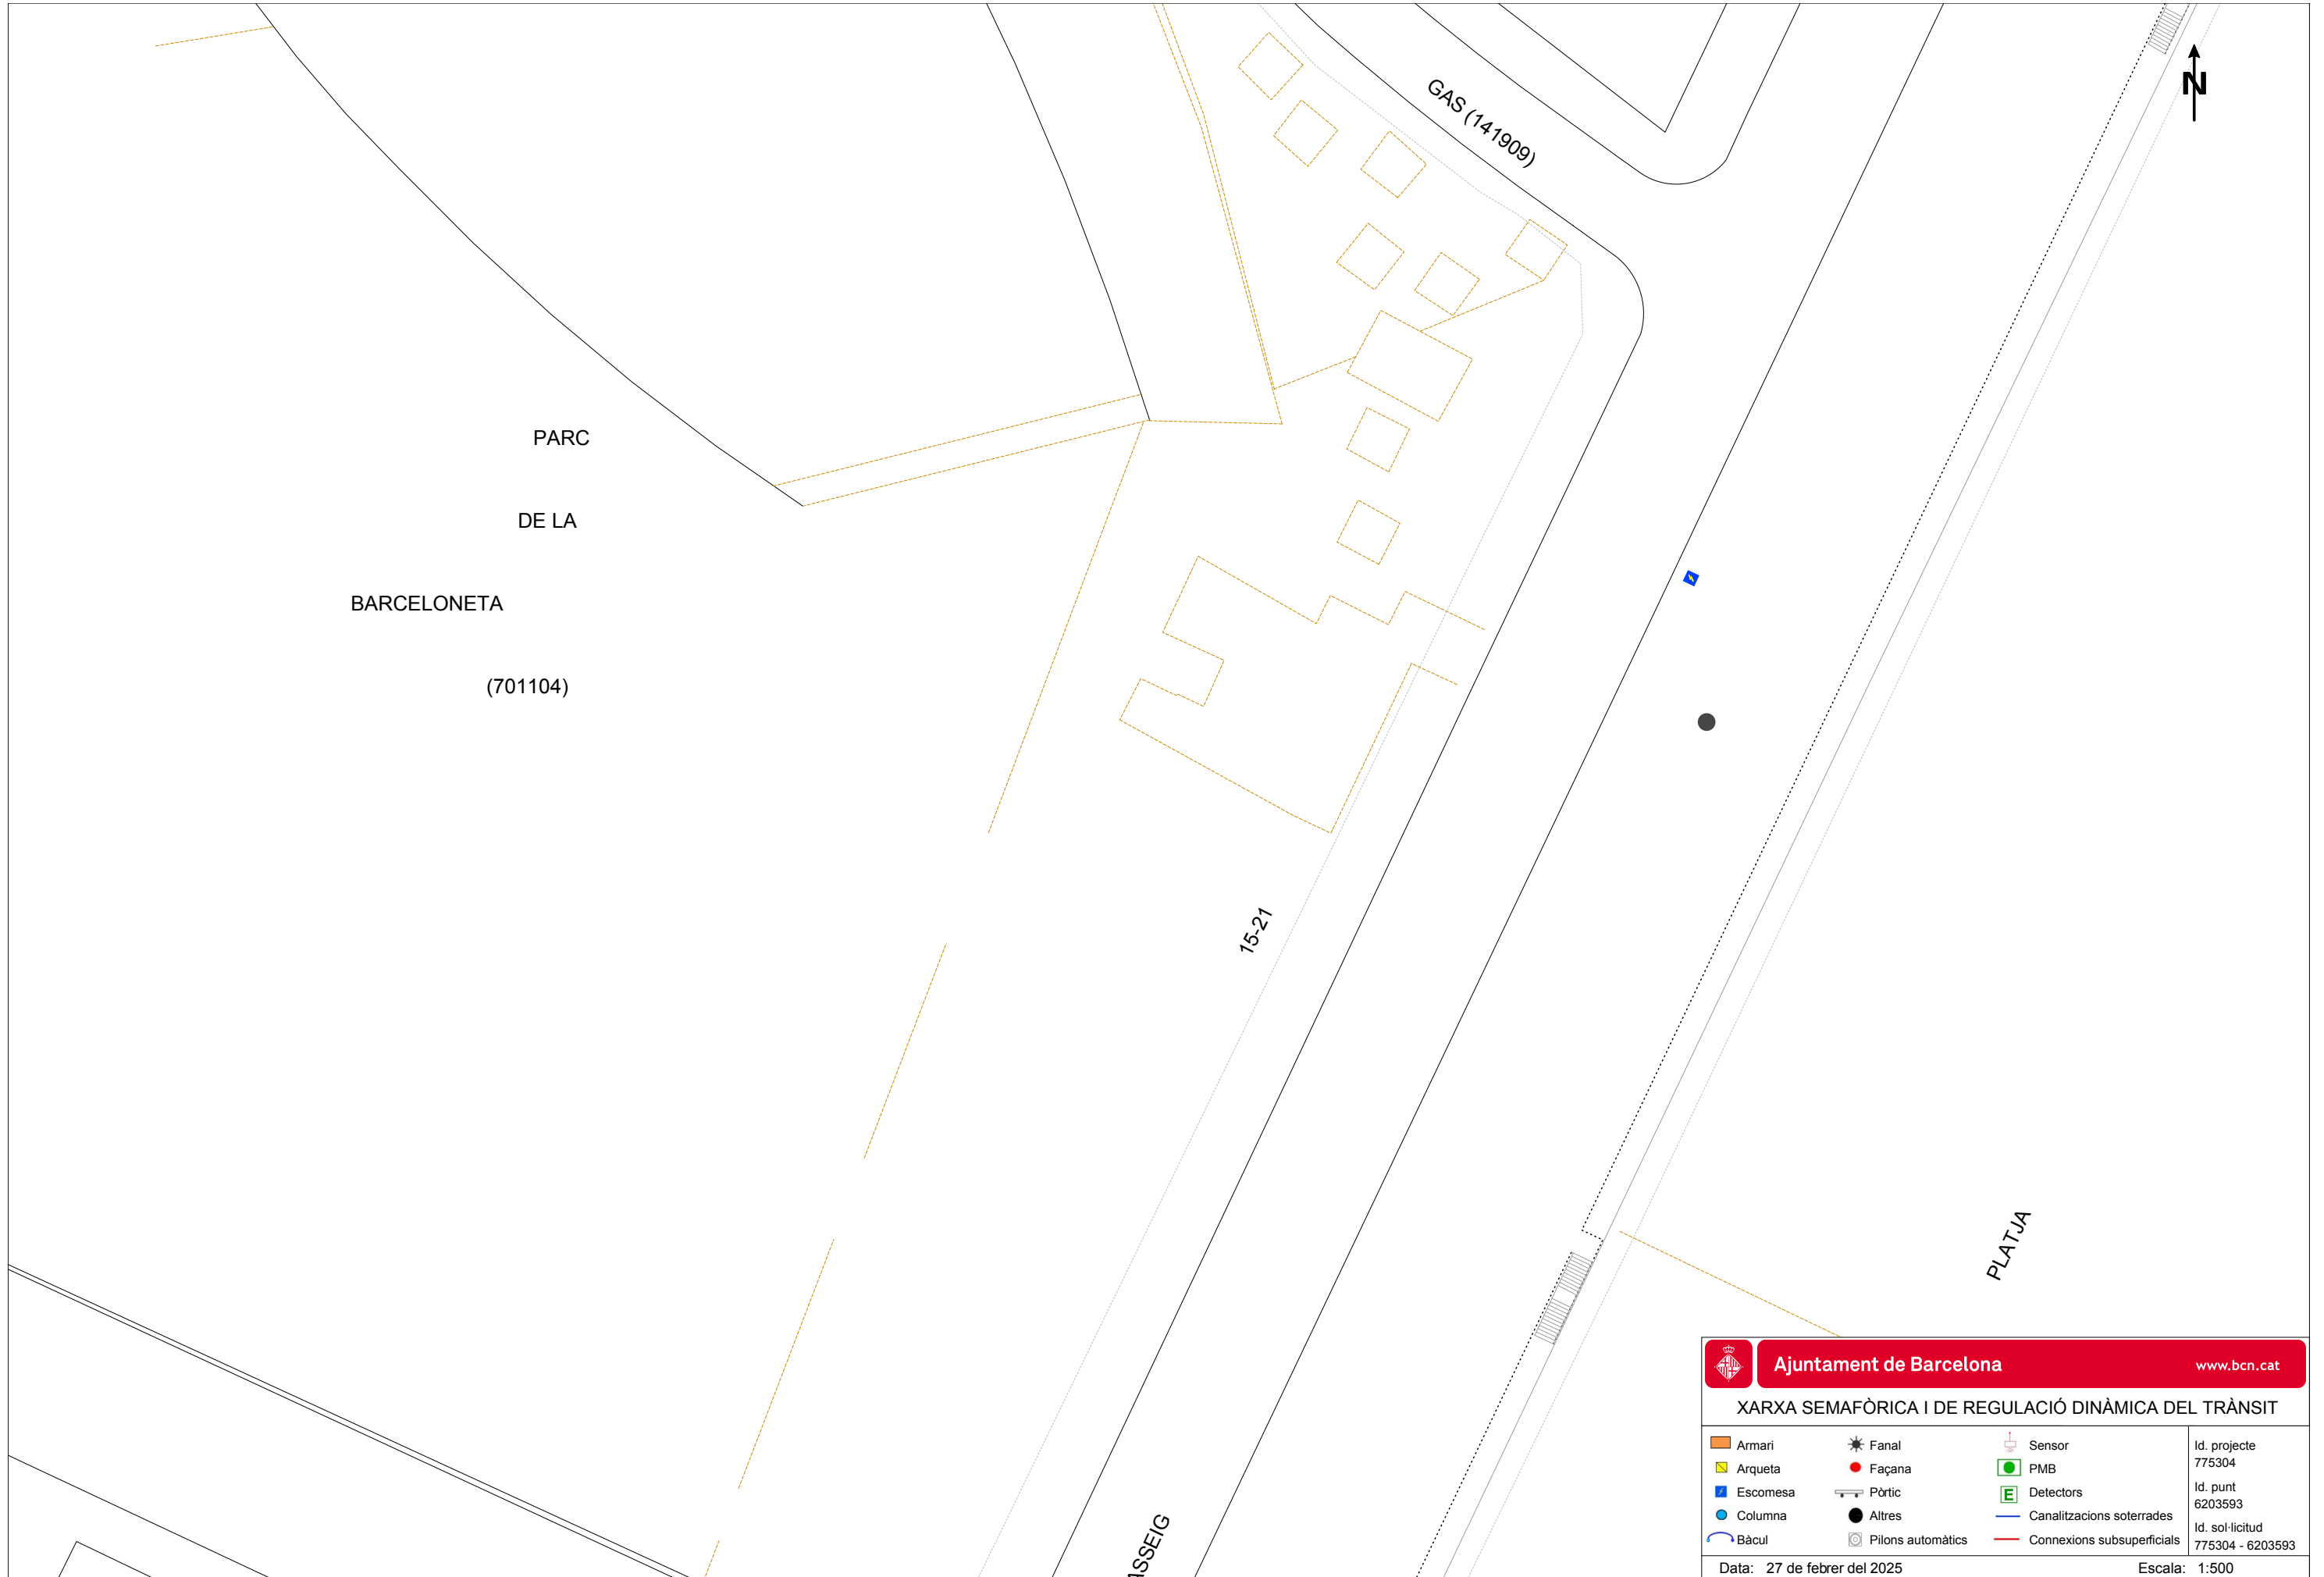 GAS (141909)
N
PARC
DE LA
BARCELONETA
(701104)
15-21
PLATJA
ASSEIG
Ajuntament de Barcelona
www.bcn.cat
XARXA SEMAFÒRICA I DE REGULACIÓ DINÀMICA DEL TRÀNSIT
Armari
Arqueta
Escomesa
Columna
Bàcul
Fanal
Façana
Pòrtic
Altres
Pilons automàtics
Sensor
PMB
E Detectors
Canalitzacions soterrades
Connexions subsuperficials
Id. projecte
775304
Id. punt
6203593
Id. sol·licitud
775304 - 6203593
Data: 27 de febrer del 2025
Escala: 1:500